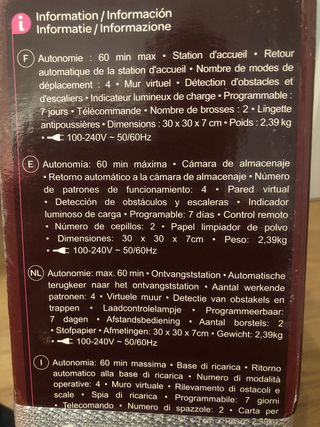 i Information / Información
Informatie / Informazione
F Autonomie : 60 min max • Station d'accueil • Retour
automatique de la station d'accueil • Nombre de modes de
déplacement : 4 • Mur virtuel • Détection d'obstacles et
d'escaliers • Indicateur lumineux de charge • Programmable :
7 jours • Télécommande • Nombre de brosses : 2 • Lingette
antipoussières • Dimensions : 30 x 30 x 7 cm • Poids : 2,39 kg
• 100-240V ~ 50/60Hz
E Autonomía: 60 min máxima • Cámara de almacenaje
• Retorno automático a la cámara de almacenaje • Número
de patrones de funcionamiento: 4 • Pared virtual
• Detección de obstáculos y escaleras • Indicador
luminoso de carga • Programable: 7 días • Control remoto
• Número de cepillos: 2 • Papel limpiador de polvo
• Dimensiones: 30 x 30 x 7cm • Peso: 2,39kg
• 100-240V ~ 50/60Hz
NL Autonomie: max. 60 min • Ontvangststation • Automatische
terugkeer naar het ontvangststation • Aantal werkende
patronen: 4 • Virtuele muur • Detectie van obstakels en
trappen • Laadcontrolelampje • Programmeerbaar:
7 dagen • Afstandsbediening • Aantal borstels: 2
• Stofpapier • Afmetingen: 30 x 30 x 7cm • Gewicht: 2,39kg
• 100-240V ~ 50/60Hz
I Autonomia: 60 min massima • Base di ricarica • Ritorno
automatico alla base di ricarica • Numero di modalità
operative: 4 • Muro virtuale • Rilevamento di ostacoli e
scale • Spia di ricarica • Programmabile: 7 giorni
• Telecomando • Numero di spazzole: 2 • Carta per